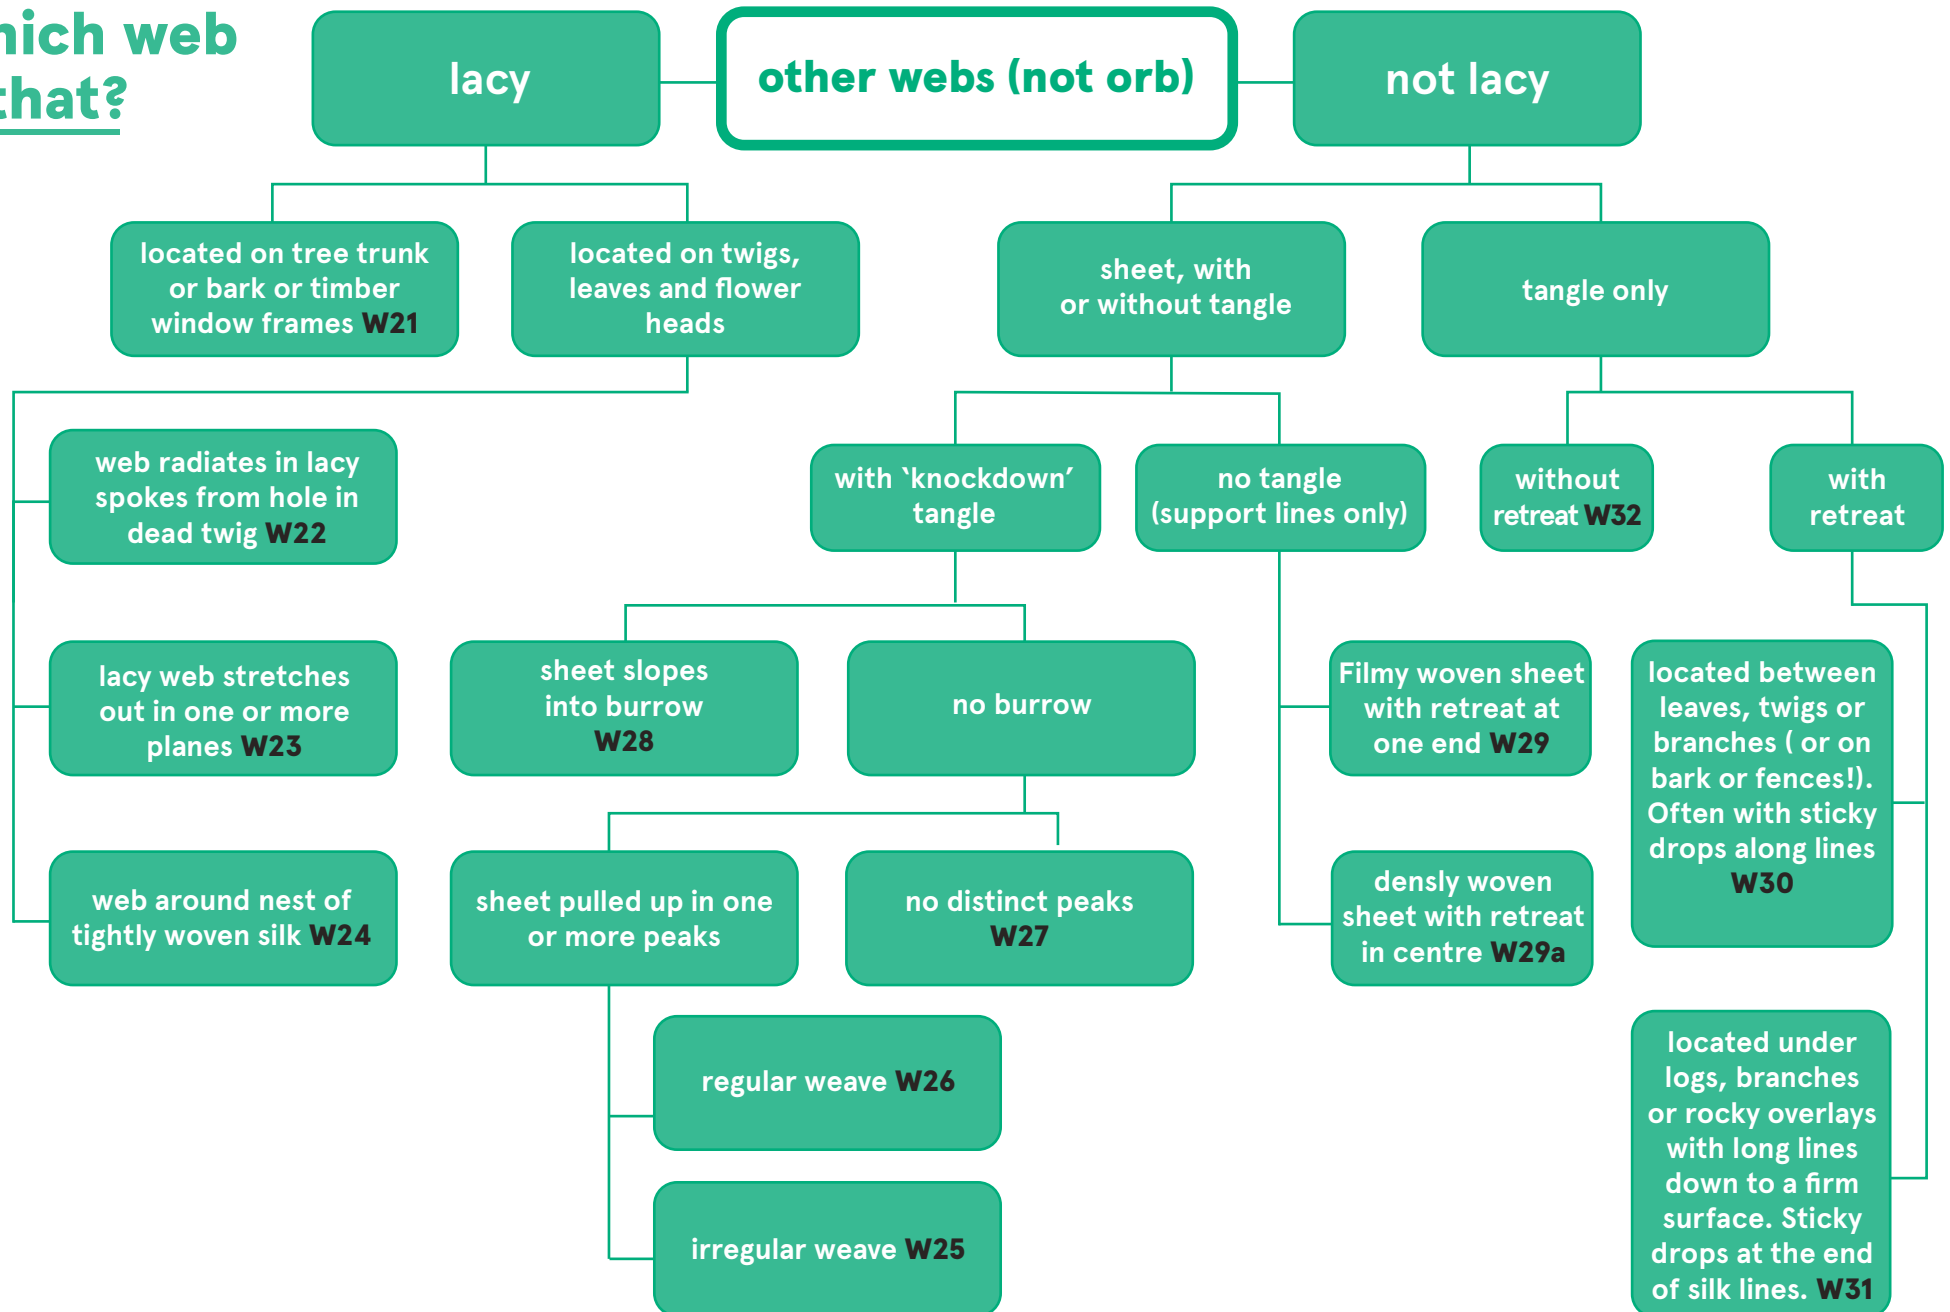 hich web
that?
lacy
other webs (not orb)
not lacy
located on tree trunk
or bark or timber
window frames W21
located on twigs,
leaves and flower
heads
sheet, with
or without tangle
tangle only
web radiates in lacy
spokes from hole in
dead twig W22
with ‘knockdown’
tangle
no tangle
(support lines only)
without
retreat W32
with
retreat
lacy web stretches
out in one or more
planes W23
sheet slopes
into burrow
W28
no burrow
Filmy woven sheet
with retreat at
one end W29
located between
leaves, twigs or
branches ( or on
bark or fences!).
Often with sticky
drops along lines
W30
web around nest of
tightly woven silk W24
sheet pulled up in one
or more peaks
no distinct peaks
W27
densly woven
sheet with retreat
in centre W29a
regular weave W26
irregular weave W25
located under
logs, branches
or rocky overlays
with long lines
down to a firm
surface. Sticky
drops at the end
of silk lines. W31